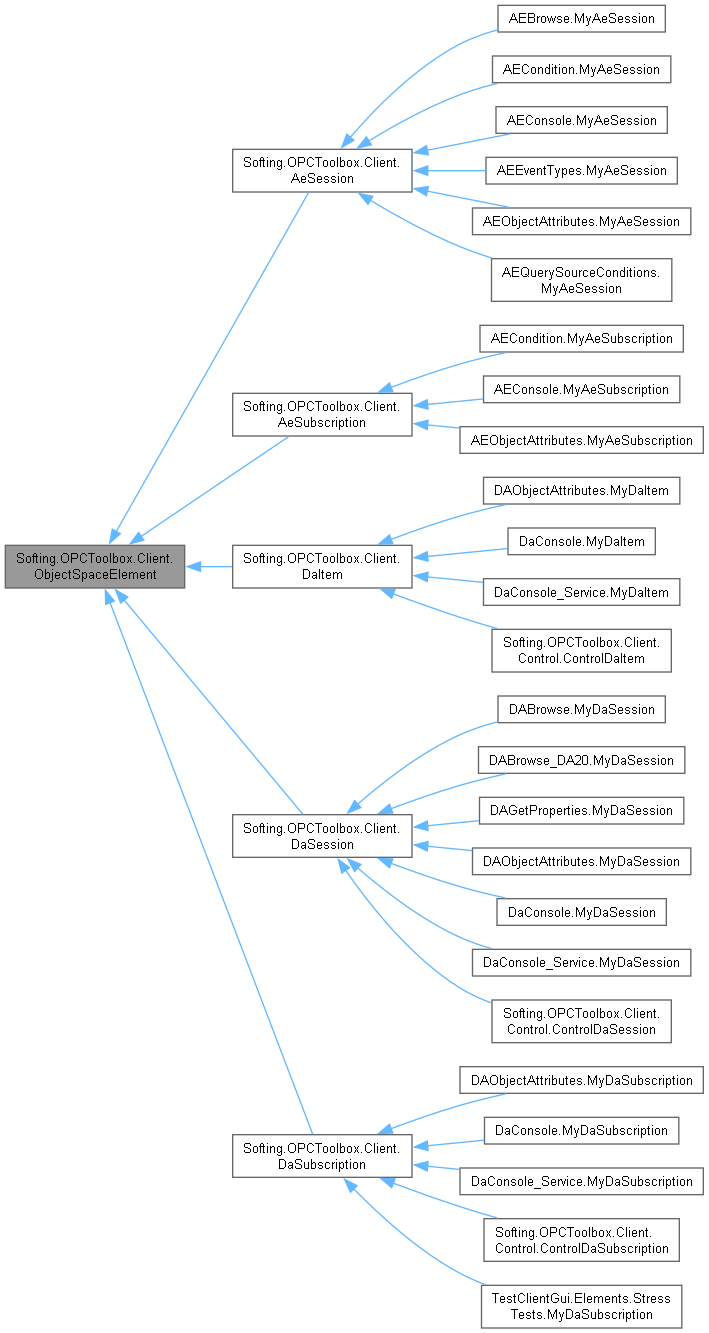 AEBrowse.MyAeSession
AECondition.MyAeSession
AEConsole.MyAeSession
Softing.OPCToolbox.Client.
AeSession
AEEventTypes.MyAeSession
AEObjectAttributes.MyAeSession
AEQuerySourceConditions.
MyAeSession
AECondition.MyAeSubscription
AEConsole.MyAeSubscription
Softing.OPCToolbox.Client.
AeSubscription
AEObjectAttributes.MyAeSubscription
DAObjectAttributes.MyDaItem
DaConsole.MyDaItem
Softing.OPCToolbox.Client.
ObjectSpaceElement
Softing.OPCToolbox.Client.
DaItem
DaConsole_Service.MyDaItem
Softing.OPCToolbox.Client.
Control.ControlDaItem
DABrowse.MyDaSession
DABrowse_DA20.MyDaSession
DAGetProperties.MyDaSession
Softing.OPCToolbox.Client.
DaSession
DAObjectAttributes.MyDaSession
DaConsole.MyDaSession
DaConsole_Service.MyDaSession
Softing.OPCToolbox.Client.
Control.ControlDaSession
DAObjectAttributes.MyDaSubscription
DaConsole.MyDaSubscription
Softing.OPCToolbox.Client.
DaSubscription
DaConsole_Service.MyDaSubscription
Softing.OPCToolbox.Client.
Control.ControlDaSubscription
TestClientGui.Elements.Stress
Tests.MyDaSubscription